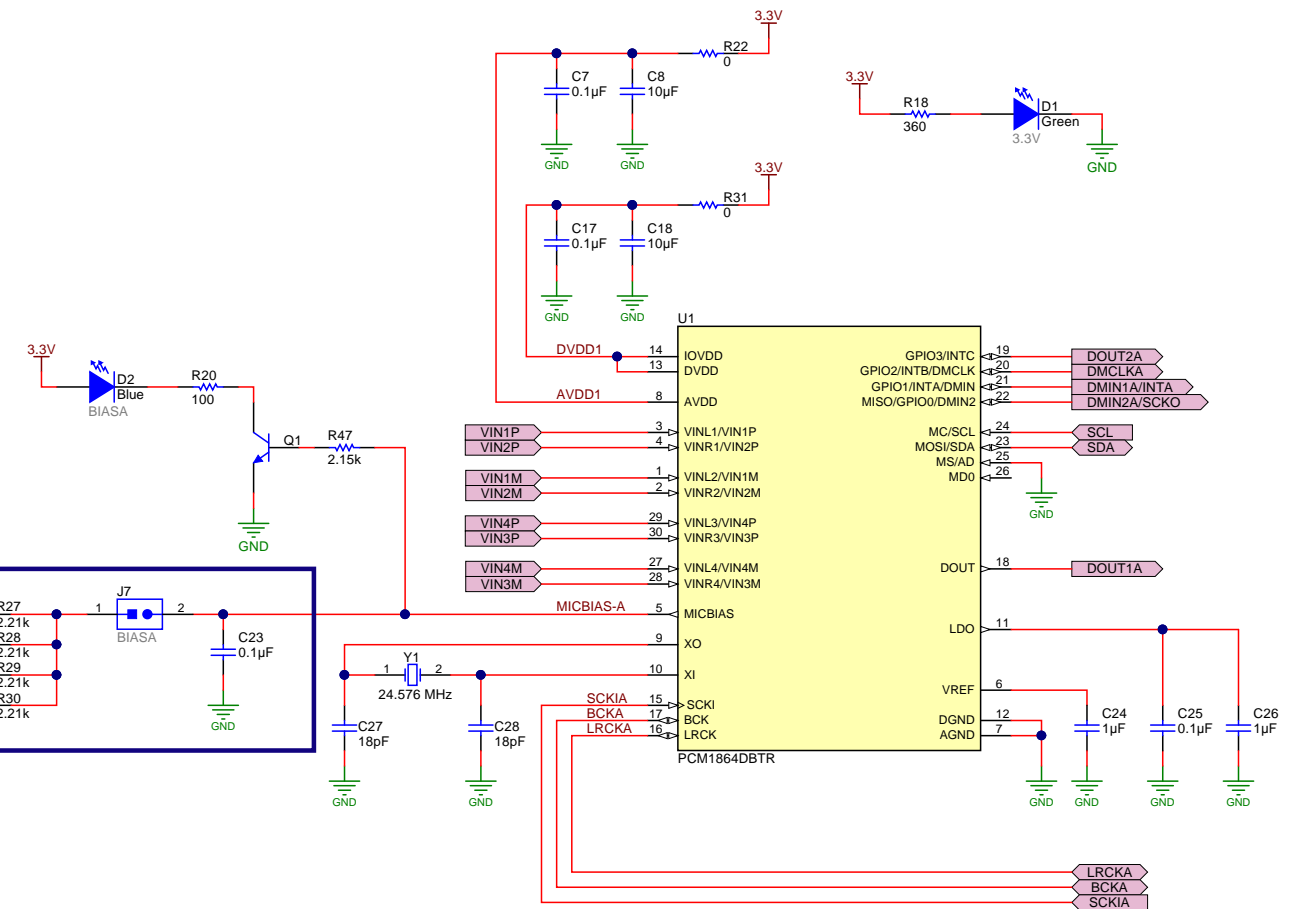 3.3V
R22
0
C7
0.1µF
C8
10µF
GND
GND
3.3V
R18
360
D1
Green
3.3V
GND
3.3V
R31
0
C17
0.1µF
C18
10µF
GND
GND
U1
DVDD1
14
IOVDD
13
DVDD
AVDD1
8
AVDD
VIN1P
3
VINL1/VIN1P
VIN2P
4
VINR1/VIN2P
VIN1M
1
VINL2/VIN1M
VIN2M
2
VINR2/VIN2M
VIN4P
29
VINL3/VIN4P
VIN3P
30
VINR3/VIN3P
VIN4M
27
VINL4/VIN4M
VIN3M
28
VINR4/VIN3M
MICBIAS-A
5
MICBIAS
9
XO
10
XI
SCKIA
15
SCKI
BCKA
17
BCK
LRCKA
16
LRCK
PCM1864DBTR
GPIO3/INTC
19
DOUT2A
GPIO2/INTB/DMCLK
20
DMCLKA
GPIO1/INTA/DMIN
21
DMIN1A/INTA
MISO/GPIO0/DMIN2
22
DMIN2A/SCKO
MC/SCL
24
SCL
MOSI/SDA
23
SDA
MS/AD
25
MD0
26
GND
DOUT
18
DOUT1A
LDO
11
VREF
6
DGND
12
AGND
7
C24
1µF
C25
0.1µF
C26
1µF
GND
GND
GND
GND
3.3V
D2
Blue
BIASA
R20
100
Q1
R47
2.15k
GND
R27
2.21k
R28
2.21k
R29
2.21k
R30
2.21k
J7
1
2
BIASA
C23
0.1µF
GND
Y1
1
2
24.576 MHz
C27
18pF
C28
18pF
GND
GND
LRCKA
BCKA
SCKIA